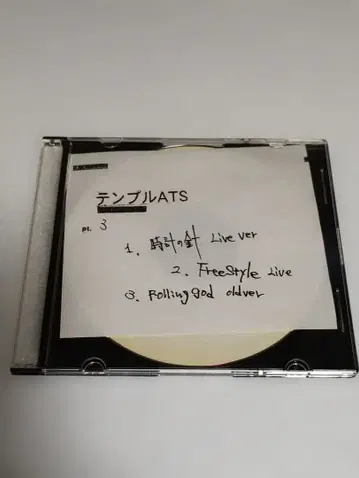 テンプルATS
pt. 3
1. 時計の針 Live ver
2. FreeStyle Live
3. Rolling God oldver